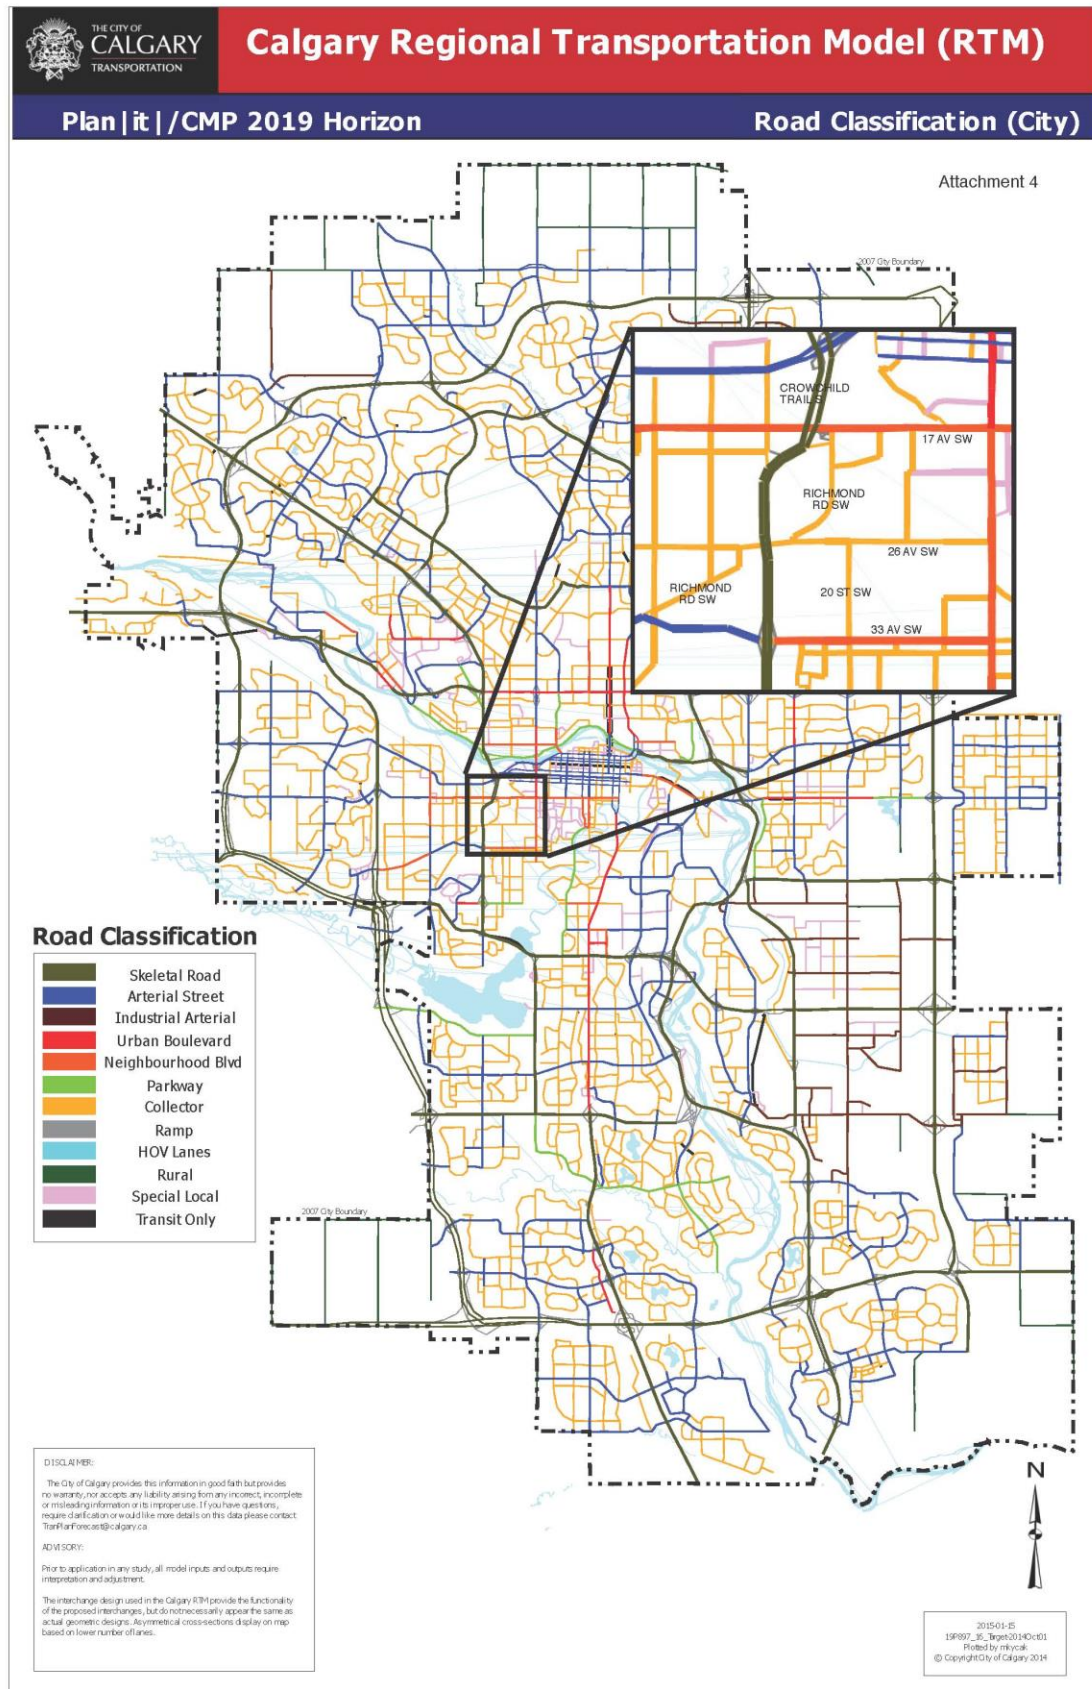 THE CITY OF
CALGARY
TRANSPORTATION
Calgary Regional Transportation Model (RTM)
Plan|it|/CMP 2019 Horizon
Road Classification (City)
Attachment 4
2007 City Boundary
CROWCHILD
TRAIL S
17 AV SW
RICHMOND
RD SW
26 AV SW
RICHMOND
RD SW
20 ST SW
33 AV SW
Road Classification
Skeletal Road
Arterial Street
Industrial Arterial
Urban Boulevard
Neighbourhood Blvd
Parkway
Collector
Ramp
HOV Lanes
Rural
Special Local
Transit Only
2007 City Boundary
DISCLAIMER:
The City of Calgary provides this information in good faith but provides
no warranty, nor accepts any liability arising from any incorrect, incomplete
or misleading information or its improper use. If you have questions,
require clarification or would like more details on this data please contact
TranPlanForecast@calgary.ca
ADVISORY:
Prior to application in any study, all model inputs and outputs require
interpretation and adjustment.
The interchange design used in the Calgary RTM provide the functionality
of the proposed interchanges, but do not necessarily appear the same as
actual geometric designs. Asymmetrical cross-sections display on map
based on lower number of lanes.
N
2015-01-15
Plotted by mkycak
© Copyright City of Calgary 2014